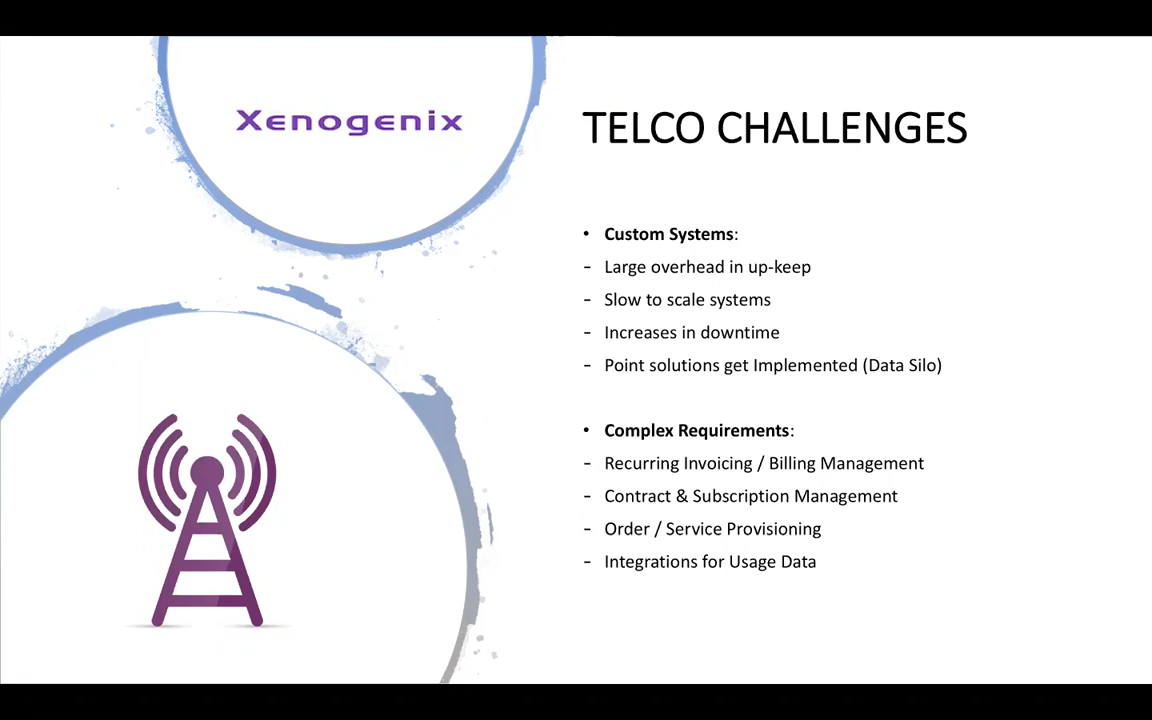 Xenogenix
TELCO CHALLENGES
• Custom Systems:
- Large overhead in up-keep
- Slow to scale systems
- Increases in downtime
- Point solutions get Implemented (Data Silo)
• Complex Requirements:
- Recurring Invoicing / Billing Management
- Contract & Subscription Management
- Order / Service Provisioning
- Integrations for Usage Data